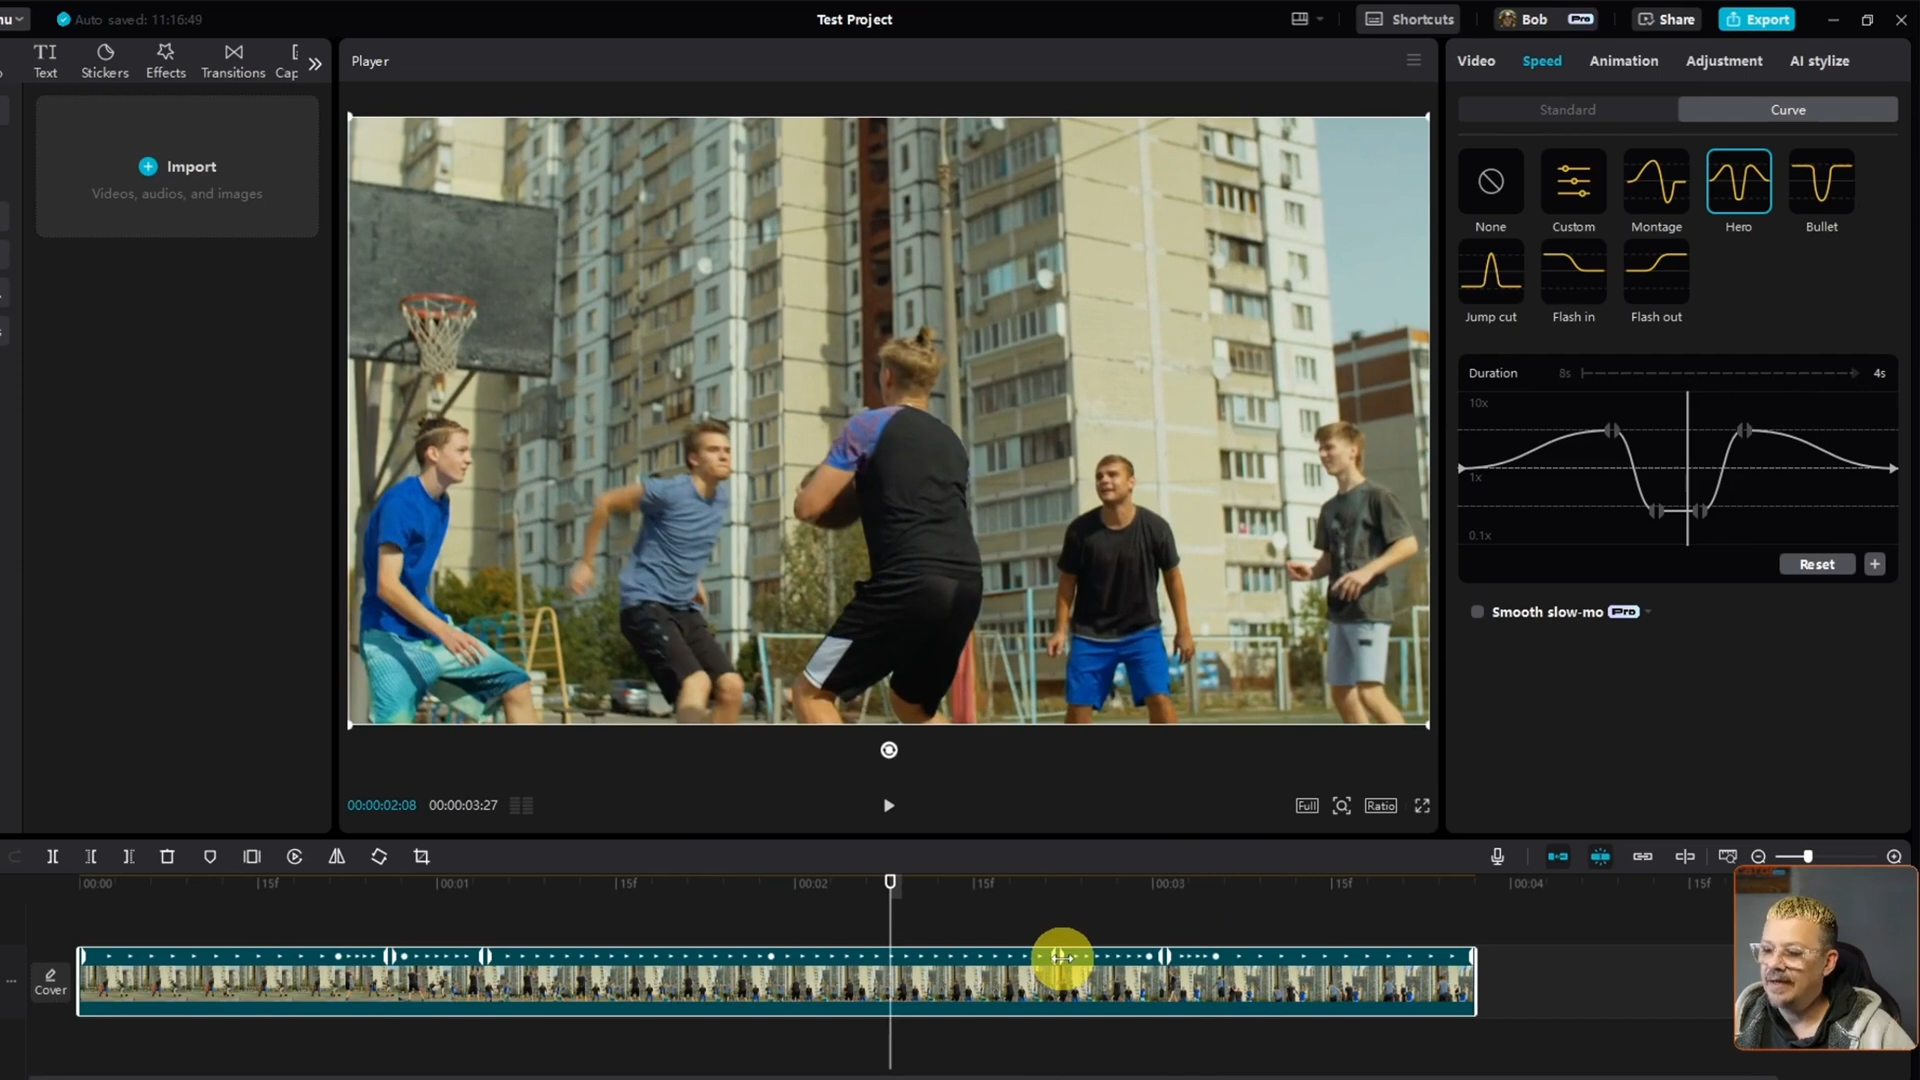 nu
Auto saved: 11:16:49
Test Project
Shortcuts
Bob
Pro
Share
Export
TI
Text
Stickers
Effects
Transitions
Cap
Import
Videos, audios, and images
Player
Video
Speed
Animation
Adjustment
AI stylize
Standard
Curve
None
Custom
Montage
Hero
Bullet
Jump cut
Flash in
Flash out
Duration
8s
4s
10x
1x
0.1x
Reset
Smooth slow-mo
Pro
00:00:02:08
00:00:03:27
Full
Ratio
00:00
15f
00:01
15f
00:02
15f
00:03
15f
00:04
15f
Cover